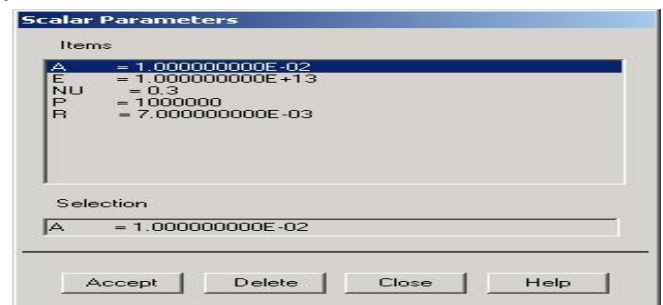 Scalar Parameters
Items
A = 1.000000000E-02
E = 1.000000000E+13
NU = 0.3
P = 1000000
R = 7.000000000E-03
Selection
A = 1.000000000E-02
Accept Delete Close Help